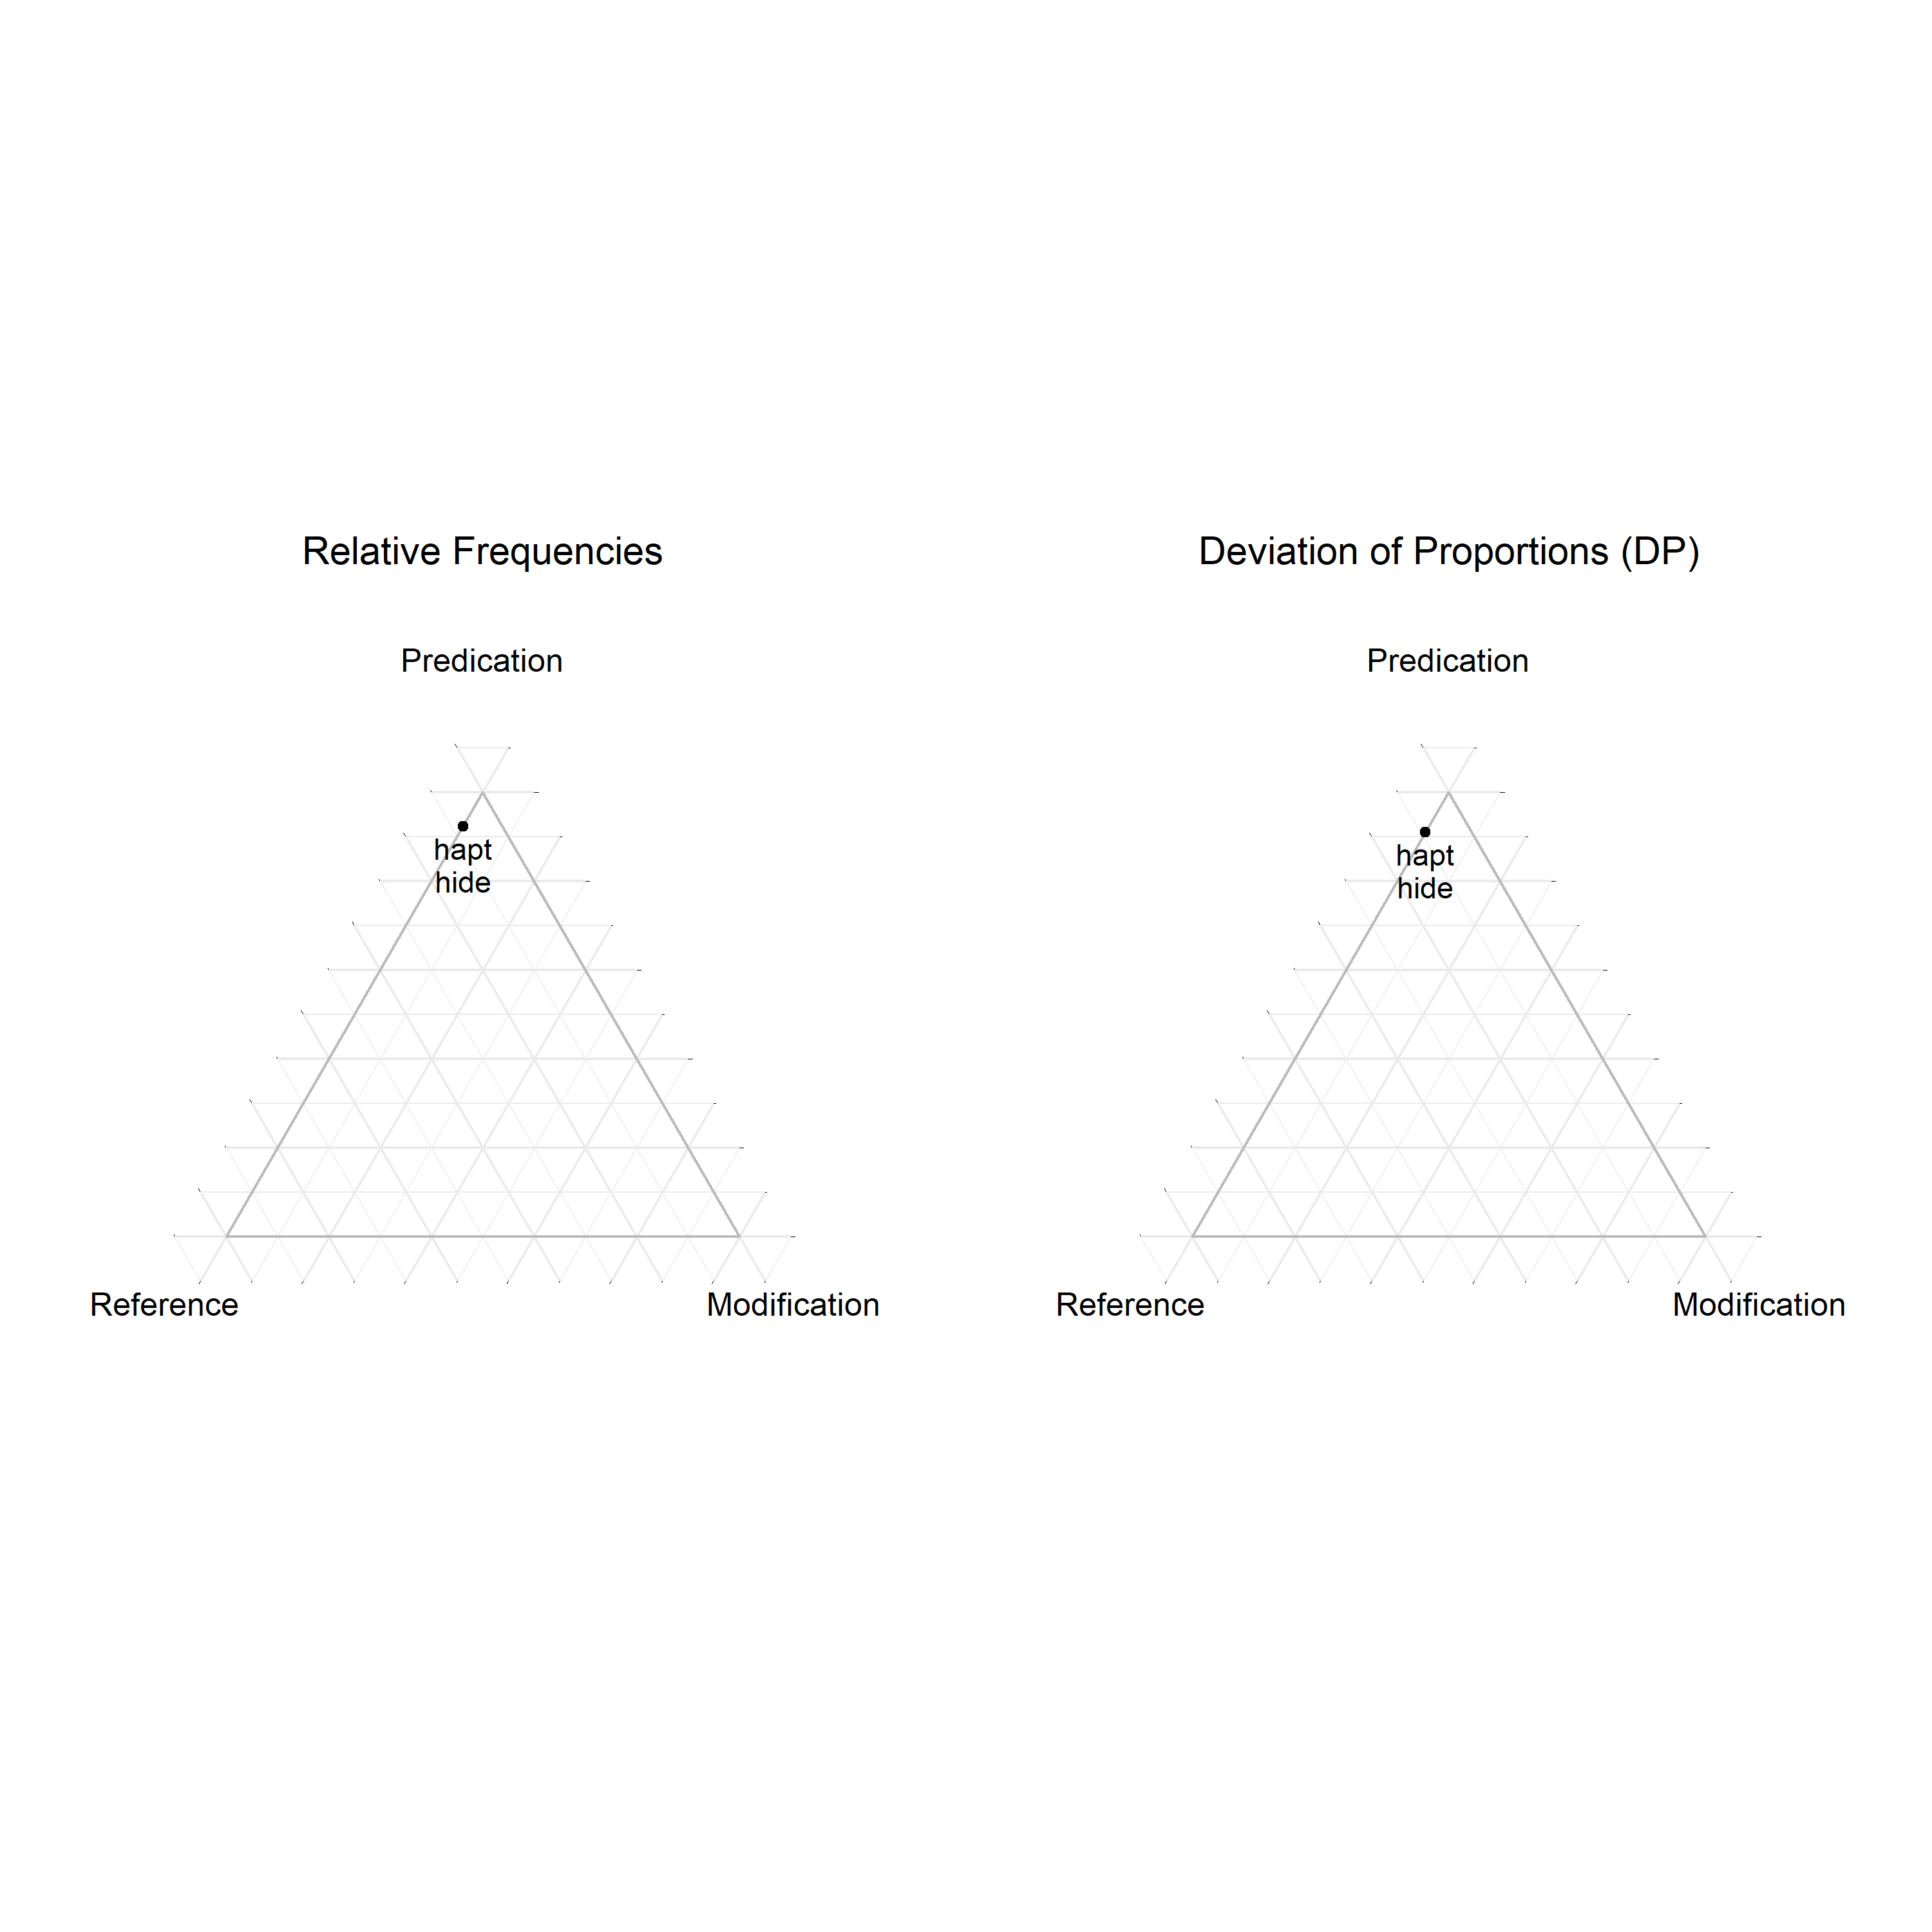 Relative Frequencies
Predication
hapt
hide
Reference
Modification
Deviation of Proportions (DP)
Predication
hapt
hide
Reference
Modification